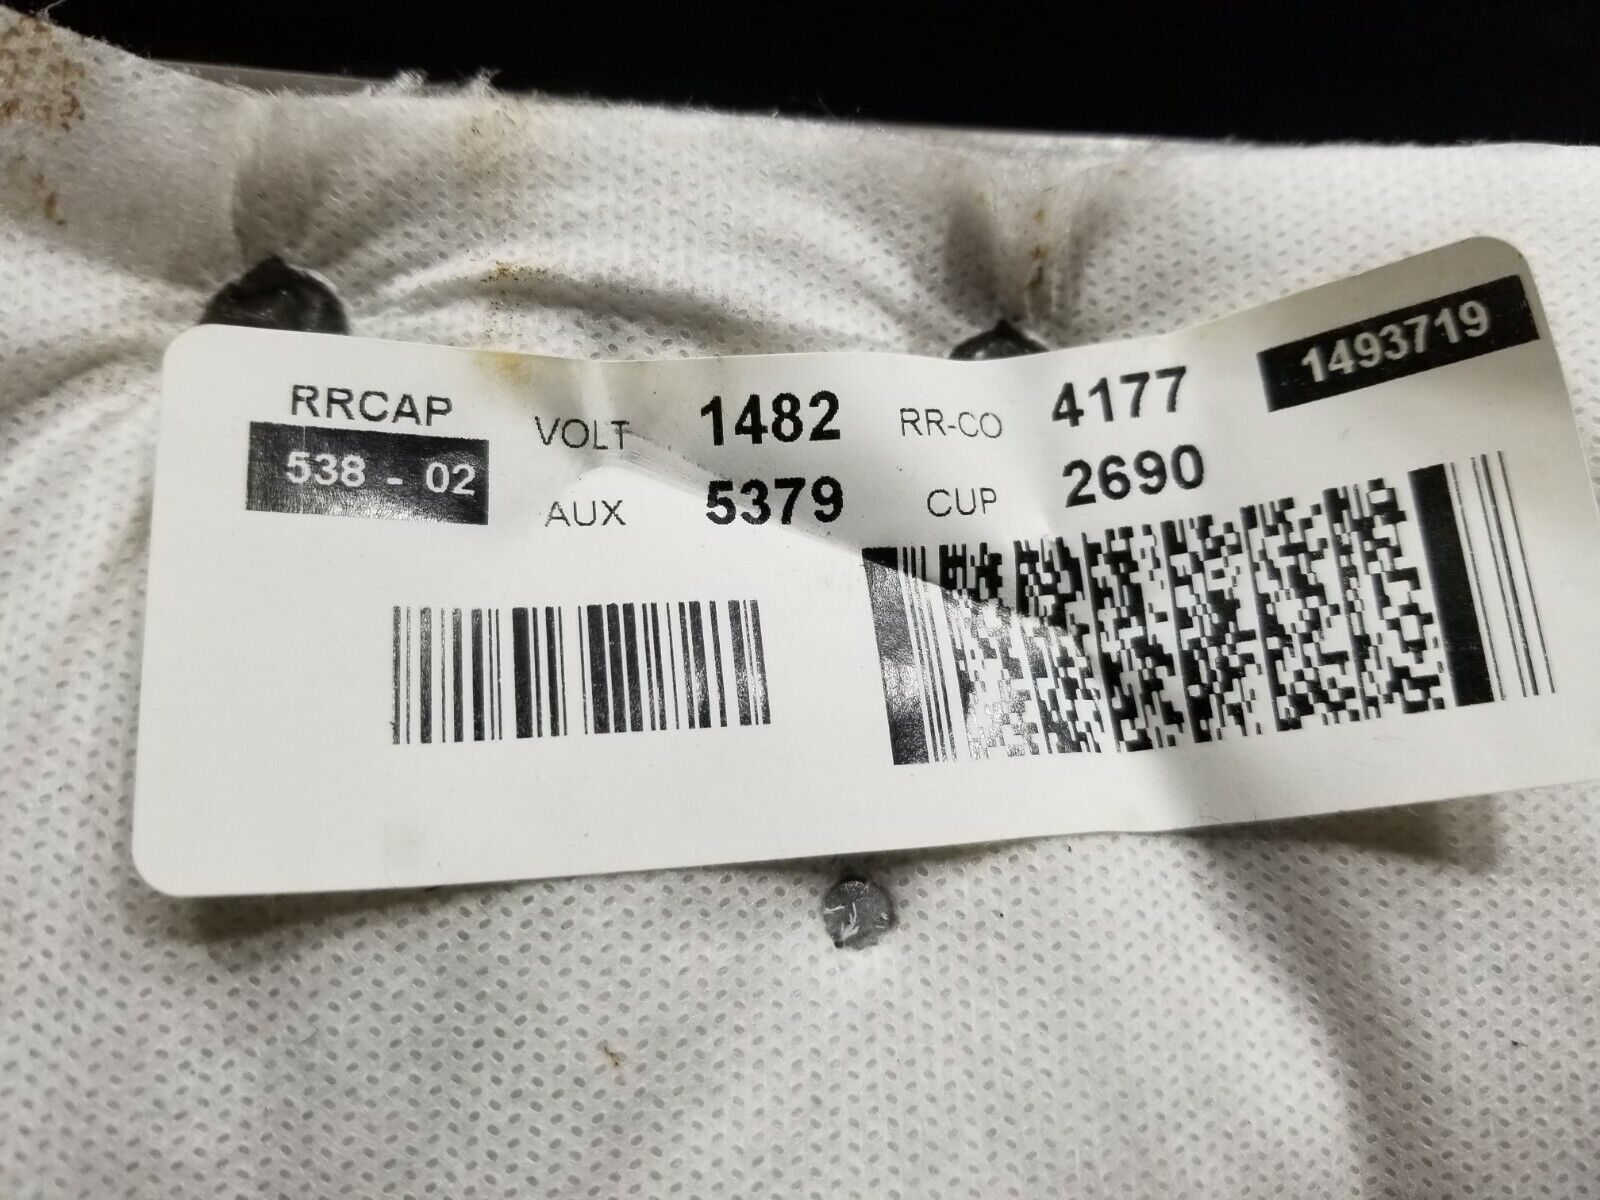 RRCAP VOLT 1482 RR-CO 4177 1493719
538 - 02 AUX 5379 CUP 2690